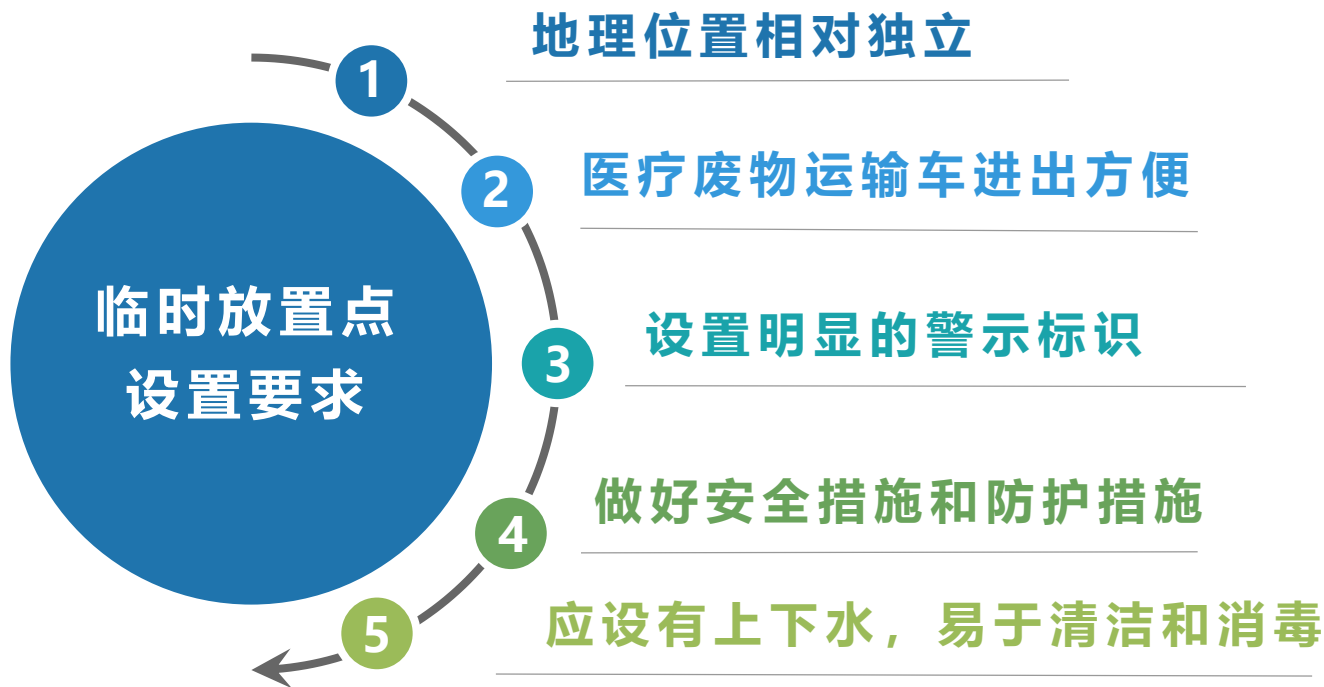 临时放置点
设置要求
1
地理位置相对独立
2
医疗废物运输车进出方便
3
设置明显的警示标识
4
做好安全措施和防护措施
5
应设有上下水，易于清洁和消毒